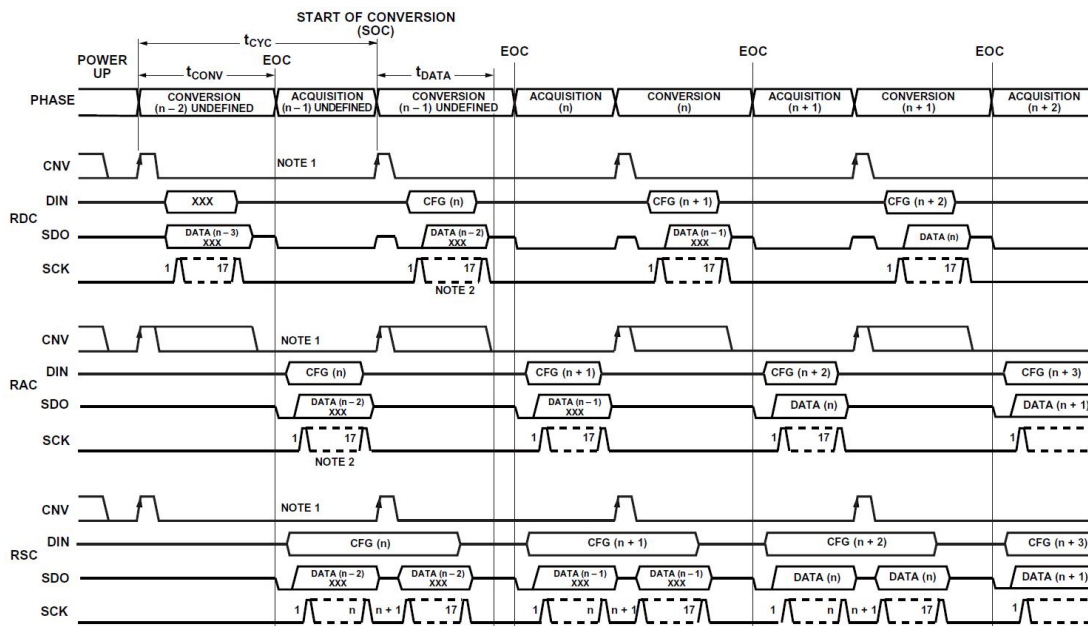 START OF CONVERSION
(SOC)
tCYC
EOC
EOC
EOC
EOC
POWER
UP
tCONV
tDATA
PHASE
CONVERSION
(n – 2) UNDEFINED
ACQUISITION
(n – 1) UNDEFINED
CONVERSION
(n – 1) UNDEFINED
ACQUISITION
(n)
CONVERSION
(n)
ACQUISITION
(n + 1)
CONVERSION
(n + 1)
ACQUISITION
(n + 2)
CNV
NOTE 1
RDC
DIN
XXX
CFG (n)
CFG (n + 1)
CFG (n + 2)
SDO
DATA (n – 3)
XXX
DATA (n – 2)
XXX
DATA (n – 1)
XXX
DATA (n)
SCK
1 17
1 17
1 17
1 17
NOTE 2
CNV
NOTE 1
RAC
DIN
CFG (n)
CFG (n + 1)
CFG (n + 2)
CFG (n + 3)
SDO
DATA (n – 2)
XXX
DATA (n – 1)
XXX
DATA (n)
DATA (n + 1)
SCK
1 17
1 17
1 17
1
NOTE 2
CNV
NOTE 1
RSC
DIN
CFG (n)
CFG (n + 1)
CFG (n + 2)
CFG (n + 3)
SDO
DATA (n – 2)
XXX
DATA (n – 2)
XXX
DATA (n – 1)
XXX
DATA (n – 1)
XXX
DATA (n)
DATA (n)
DATA (n + 1)
SCK
1 n n + 1 17
1 n n + 1 17
1 n n + 1 17
1